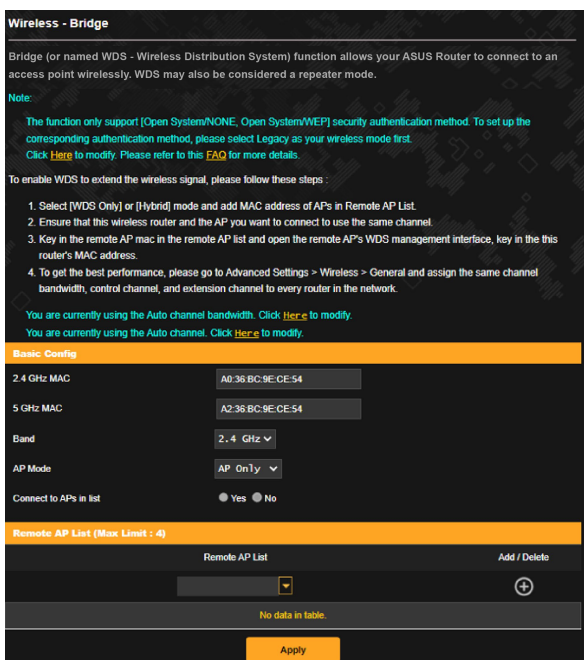 Wireless - Bridge
Bridge (or named WDS - Wireless Distribution System) function allows your ASUS Router to connect to an
access point wirelessly. WDS may also be considered a repeater mode.
Note:
The function only support [Open System/NONE, Open System/WEP] security authentication method. To set up the
corresponding authentication method, please select Legacy as your wireless mode first.
Click Here to modify. Please refer to this FAQ for more details.
To enable WDS to extend the wireless signal, please follow these steps :
1. Select [WDS Only] or [Hybrid] mode and add MAC address of APs in Remote AP List.
2. Ensure that this wireless router and the AP you want to connect to use the same channel.
3. Key in the remote AP mac in the remote AP list and open the remote AP's WDS management interface, key in the this
router's MAC address.
4. To get the best performance, please go to Advanced Settings > Wireless > General and assign the same channel
bandwidth, control channel, and extension channel to every router in the network.
You are currently using the Auto channel bandwidth. Click Here to modify.
You are currently using the Auto channel. Click Here to modify.
Basic Config
2.4 GHz MAC A0:36:BC:9E:CE:54
5 GHz MAC A2:36:BC:9E:CE:54
Band 2.4 GHz
AP Mode AP Only
Connect to APs in list Yes No
Remote AP List (Max Limit : 4)
Remote AP List Add / Delete
No data in table.
Apply